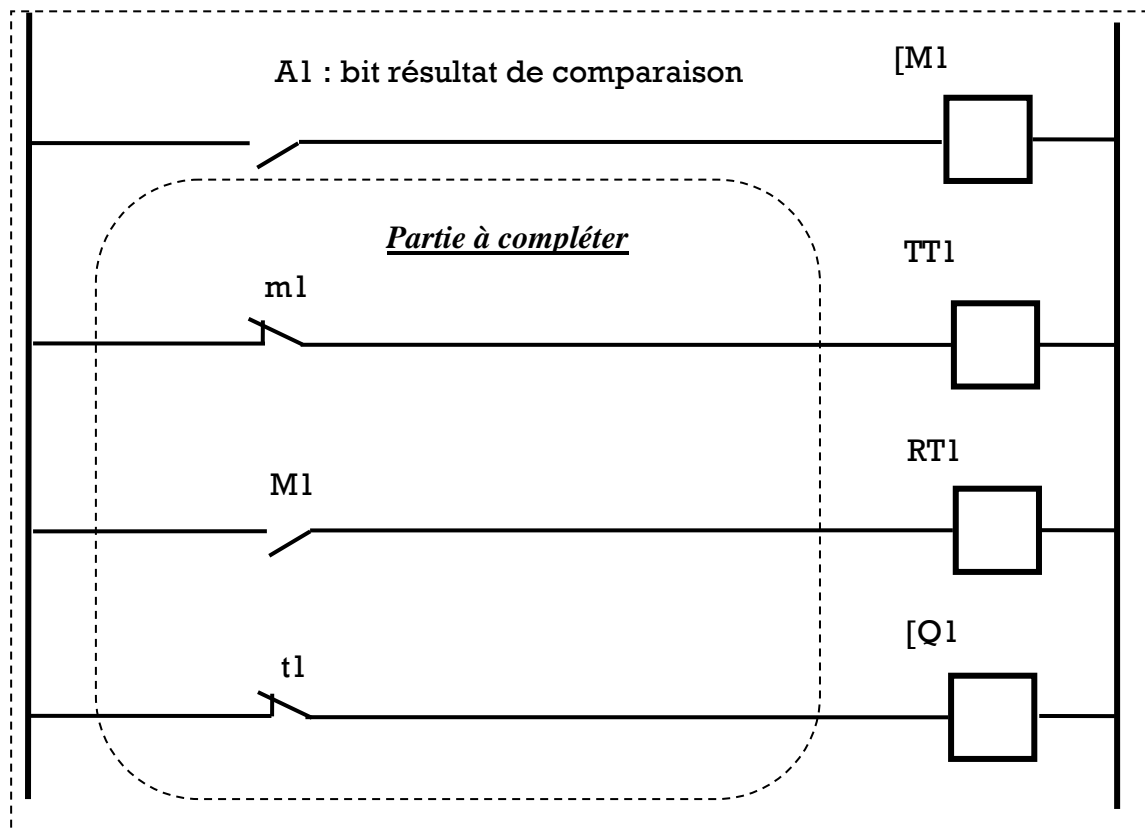 A1 : bit résultat de comparaison
[M1
Partie à compléter
TT1
m1
RT1
M1
[Q1
t1